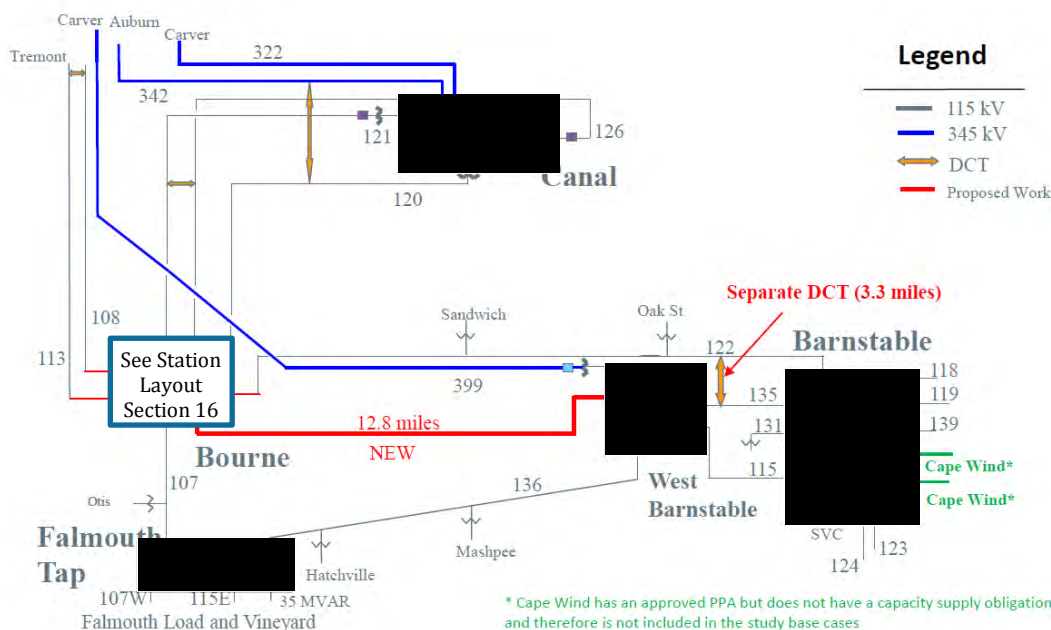 Carver
Auburn
Carver
Tremont
322
342
121
126
Canal
120
Legend
115 kV
345 kV
DCT
Proposed Work
108
113
See Station
Layout
Section 16
Sandwich
Oak St
Separate DCT (3.3 miles)
122
Barnstable
399
135
118
119
131
139
12.8 miles
NEW
Bourne
115
Cape Wind*
Cape Wind*
107
136
West
Barnstable
Otis
Mashpee
SVC
123
124
Falmouth
Tap
Hatchville
107W
115E
35 MVAR
Falmouth Load and Vineyard
* Cape Wind has an approved PPA but does not have a capacity supply obligation
and therefore is not included in the study base cases